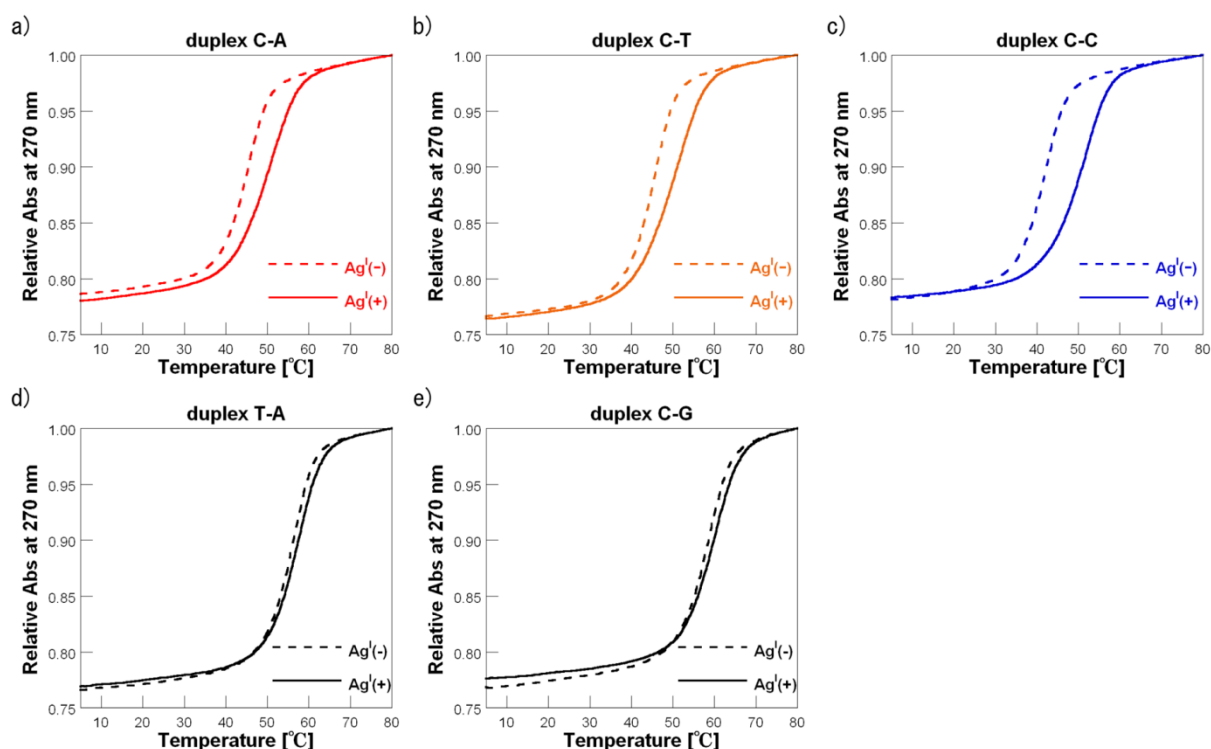 a)
duplex C-A
Relative Abs at 270 nm
1.00
0.95
0.90
0.85
0.80
0.75
Ag^I(−)
Ag^I(+)
10 20 30 40 50 60 70 80
Temperature [℃]
b)
duplex C-T
Relative Abs at 270 nm
1.00
0.95
0.90
0.85
0.80
0.75
Ag^I(−)
Ag^I(+)
10 20 30 40 50 60 70 80
Temperature [℃]
c)
duplex C-C
Relative Abs at 270 nm
1.00
0.95
0.90
0.85
0.80
0.75
Ag^I(−)
Ag^I(+)
10 20 30 40 50 60 70 80
Temperature [℃]
d)
duplex T-A
Relative Abs at 270 nm
1.00
0.95
0.90
0.85
0.80
0.75
Ag^I(-)
Ag^I(+)
10 20 30 40 50 60 70 80
Temperature [℃]
e)
duplex C-G
Relative Abs at 270 nm
1.00
0.95
0.90
0.85
0.80
0.75
Ag^I(-)
Ag^I(+)
10 20 30 40 50 60 70 80
Temperature [℃]